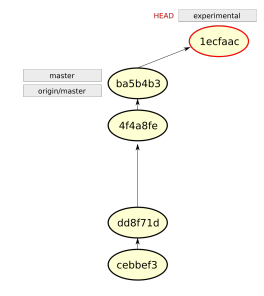 HEAD experimental
1ecfaac
master
ba5b4b3
origin/master
4f4a8fe
dd8f71d
cebbef3